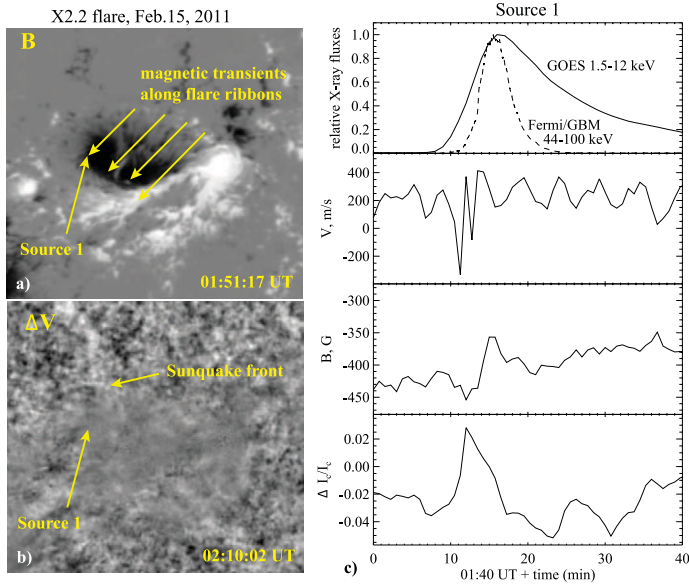 X2.2 flare, Feb.15, 2011
B
magnetic transients
along flare ribbons
Source 1
a)
01:51:17 UT
ΔV
Sunquake front
Source 1
b)
02:10:02 UT
Source 1
relative X-ray fluxes
1.0
0.8
0.6
0.4
0.2
0.0
GOES 1.5-12 keV
Fermi/GBM
44-100 keV
V, m/s
400
200
0
200
B, G
-300
-350
-400
-450
Δ Ic/Ic
0.02
0.00
-0.02
-0.04
c)
0
10
20
30
40
01:40 UT + time (min)